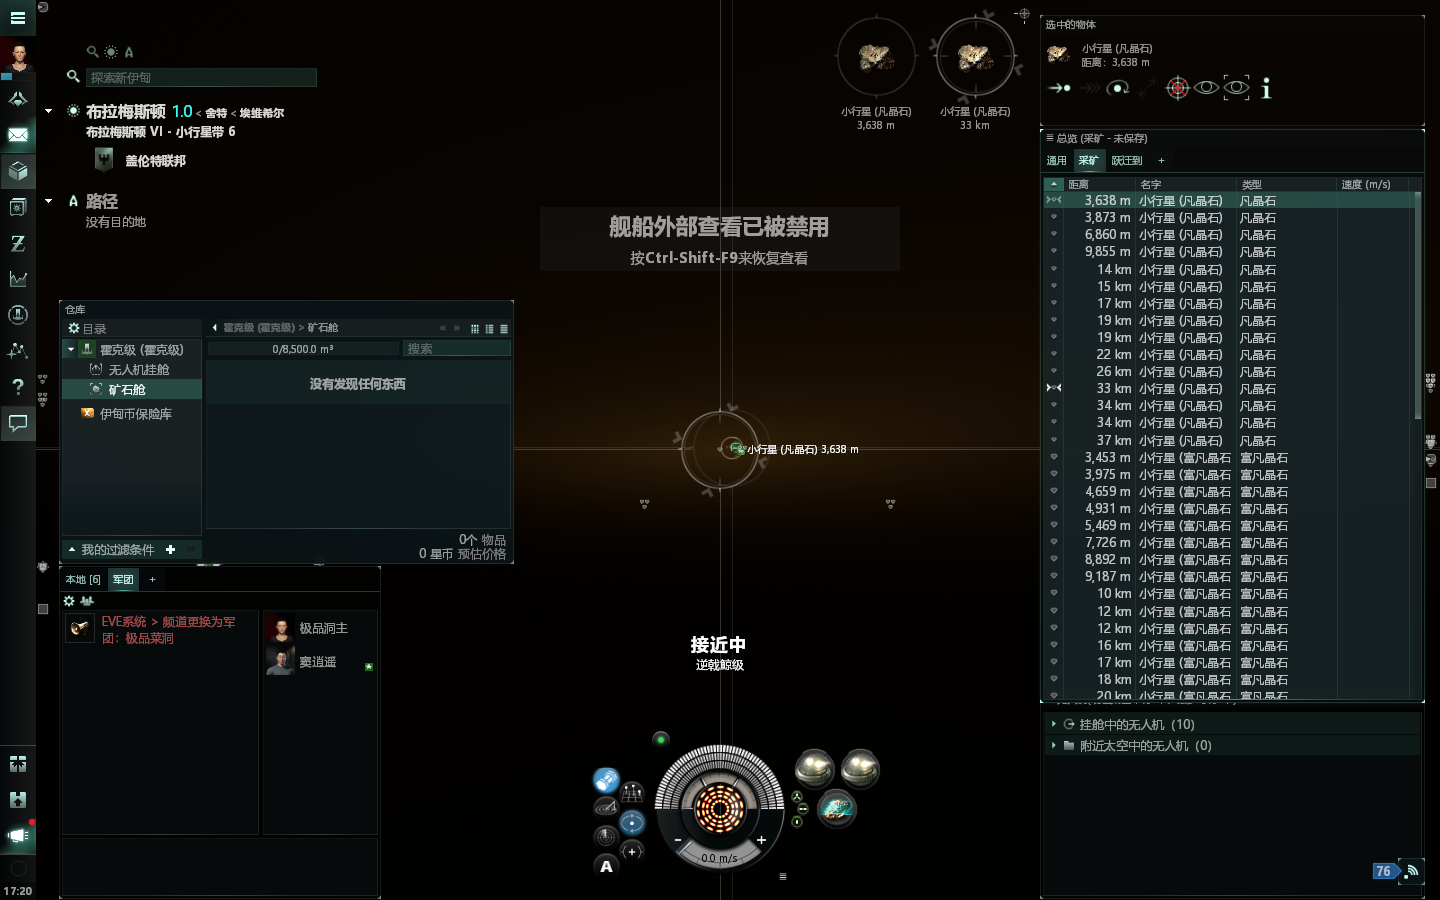 探索新伊甸
布拉梅斯顿 1.0 < 舍特 < 埃维希尔
布拉梅斯顿 VI - 小行星带 6
盖伦特联邦
A 路径
没有目的地
小行星 (凡晶石)
3,638 m
小行星 (凡晶石)
33 km
舰船外部查看已被禁用
按Ctrl-Shift-F9来恢复查看
选中的物体
小行星 (凡晶石)
距离：3,638 m
总览 (采矿 - 未保存)
通用 采矿 跃迁到 +
距离 名字 类型 速度 (m/s)
3,638 m 小行星 (凡晶石) 凡晶石
3,873 m 小行星 (凡晶石) 凡晶石
6,860 m 小行星 (凡晶石) 凡晶石
9,855 m 小行星 (凡晶石) 凡晶石
14 km 小行星 (凡晶石) 凡晶石
15 km 小行星 (凡晶石) 凡晶石
17 km 小行星 (凡晶石) 凡晶石
19 km 小行星 (凡晶石) 凡晶石
19 km 小行星 (凡晶石) 凡晶石
22 km 小行星 (凡晶石) 凡晶石
26 km 小行星 (凡晶石) 凡晶石
33 km 小行星 (凡晶石) 凡晶石
34 km 小行星 (凡晶石) 凡晶石
34 km 小行星 (凡晶石) 凡晶石
37 km 小行星 (凡晶石) 凡晶石
3,453 m 小行星 (富凡晶石 富凡晶石
3,975 m 小行星 (富凡晶石 富凡晶石
4,659 m 小行星 (富凡晶石 富凡晶石
4,931 m 小行星 (富凡晶石 富凡晶石
5,469 m 小行星 (富凡晶石 富凡晶石
7,726 m 小行星 (富凡晶石 富凡晶石
8,892 m 小行星 (富凡晶石 富凡晶石
9,187 m 小行星 (富凡晶石 富凡晶石
10 km 小行星 (富凡晶石 富凡晶石
12 km 小行星 (富凡晶石 富凡晶石
12 km 小行星 (富凡晶石 富凡晶石
16 km 小行星 (富凡晶石 富凡晶石
17 km 小行星 (富凡晶石 富凡晶石
18 km 小行星 (富凡晶石 富凡晶石
20 km 小行星 (富凡晶石 富凡晶石
挂舱中的无人机 (10)
附近太空中的无人机 (0)
仓库
目录
霍克级 (霍克级)
无人机挂舱
矿石舱
伊甸币保险库
我的过滤条件 +
霍克级 (霍克级) > 矿石舱
0/8,500.0 m³
搜索
没有发现任何东西
0个 物品
0 星币 预估价格
小行星 (凡晶石) 3,638 m
本地 [6] 军团 +
EVE系统 > 频道更换为军
团：极品菜洞
极品洞主
窦逍遥
接近中
逆戟鲸级
0.0 m/s
A
76
17:20